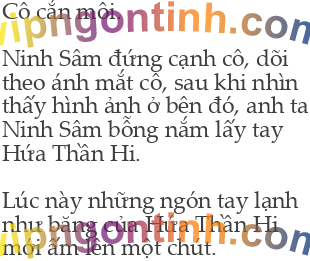 Cô cắn môi.
vipngontinh.com
Ninh Sâm đứng cạnh cô, dõi
theo ánh mắt cô, sau khi nhìn
thấy hình ảnh ở bên đó, anh ta
Ninh Sâm bỗng nắm lấy tay
Hứa Thần Hi.
Lúc này những ngón tay lạnh
như băng của Hứa Thần Hi
vipngontinh.com
mới ấm lên một chút.